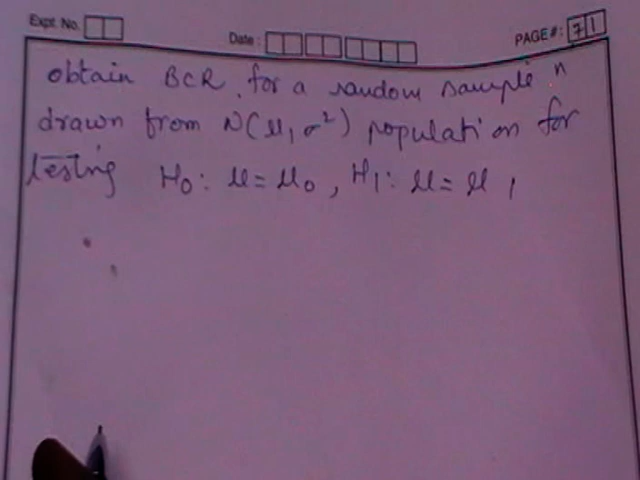 Expt. No.
Date :
PAGE#: 71
obtain BCR for a random sample n
drawn from N(μ, σ²) population for
testing H₀: μ = μ₀, H₁: μ = μ₁